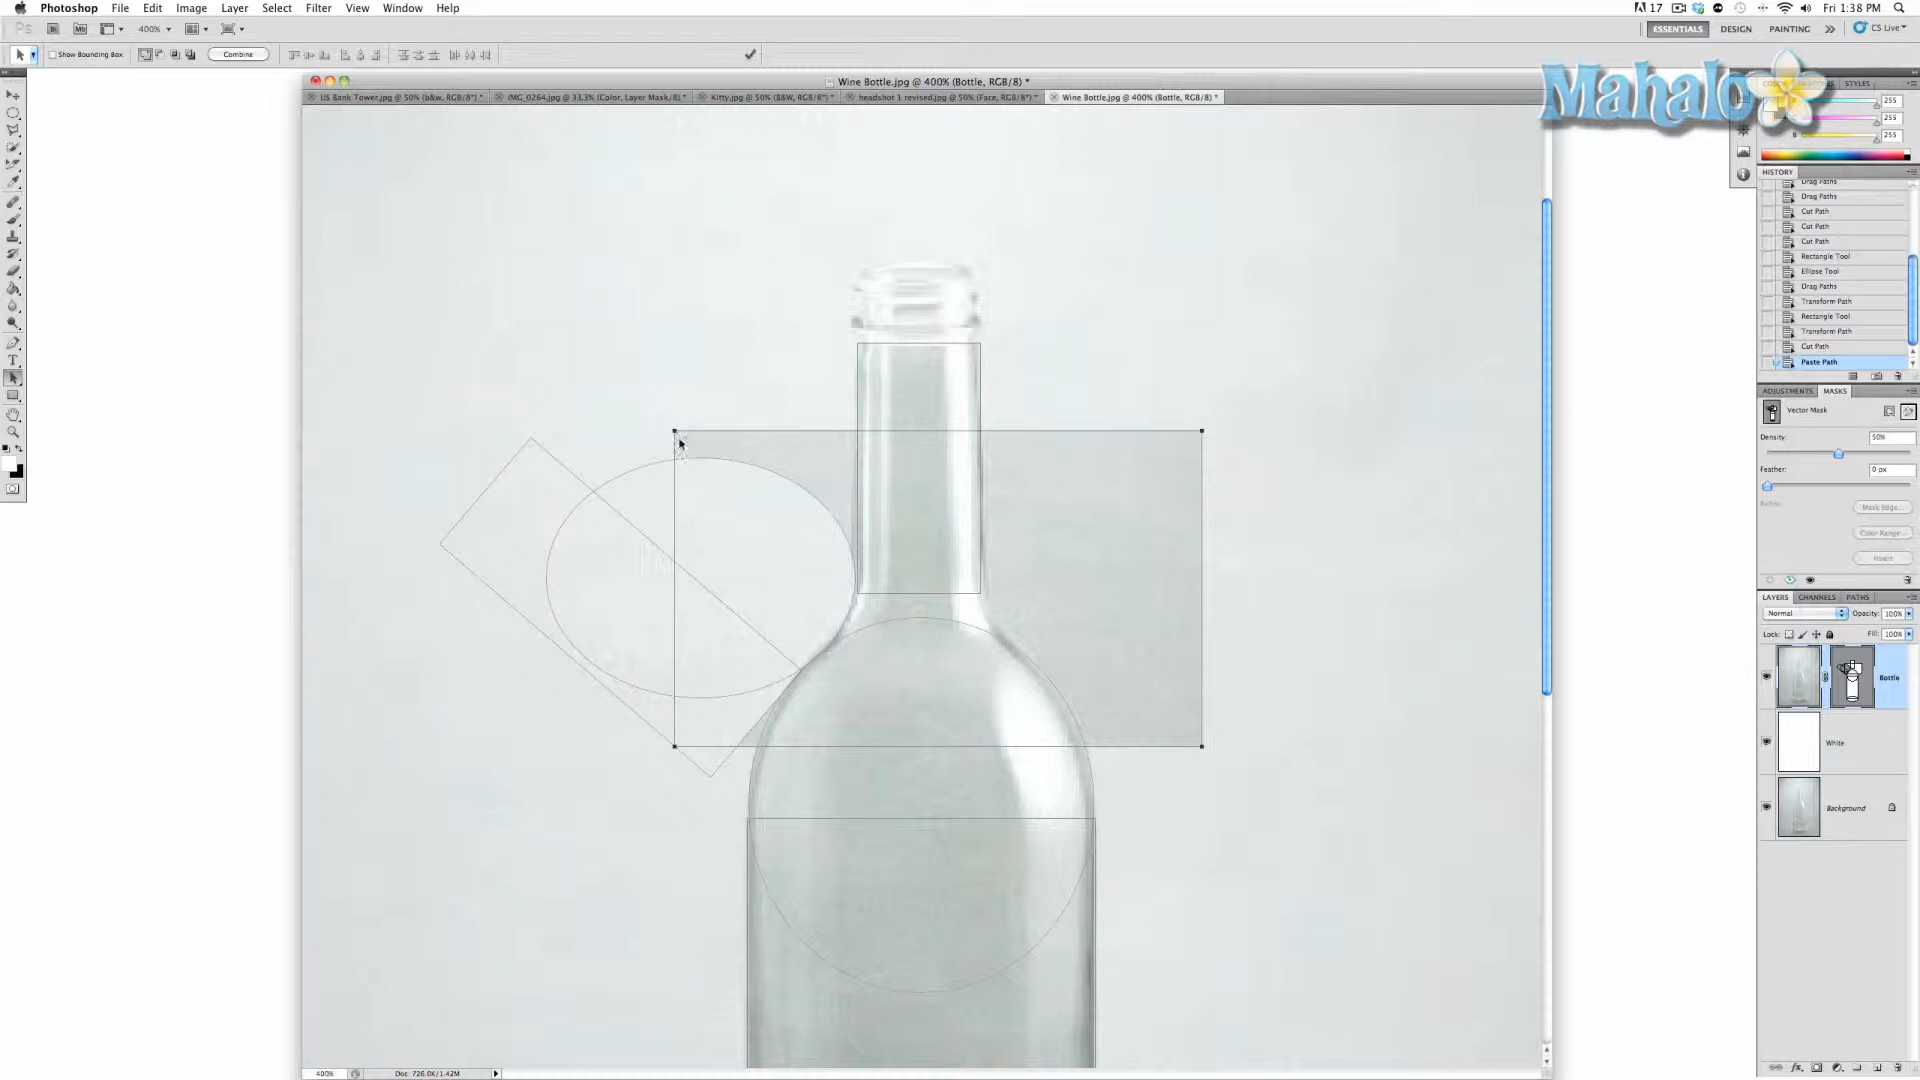 Photoshop File Edit Image Layer Select Filter View Window Help
17 Fri 1:38 PM
Ps Br Mb 400% ESSENTIALS DESIGN PAINTING CS Live
Show Bounding Box Combine
Wine Bottle.jpg @ 400% (Bottle, RGB/8) *
US Bank Tower.jpg @ 50% (b&w, RGB/8*) * IMG_0264.jpg @ 33.3% (Color, Layer Mask/8) * Kitty.jpg @ 50% (B&W, RGB/8*) * headshot 1 revised.jpg @ 50% (Face, RGB/8*) * Wine Bottle.jpg @ 400% (Bottle, RGB/8) *
Mahalo
STYLES
255
255
B 255
HISTORY
Drag Paths
Drag Paths
Cut Path
Cut Path
Cut Path
Rectangle Tool
Ellipse Tool
Drag Paths
Transform Path
Rectangle Tool
Transform Path
Cut Path
Paste Path
ADJUSTMENTS MASKS
Vector Mask
Density: 50%
Feather: 0 px
Refine:
Mask Edge...
Color Range...
Invert
LAYERS CHANNELS PATHS
Normal Opacity: 100%
Lock: Fill: 100%
Bottle
White
Background
400% Doc: 726.0K/1.42M